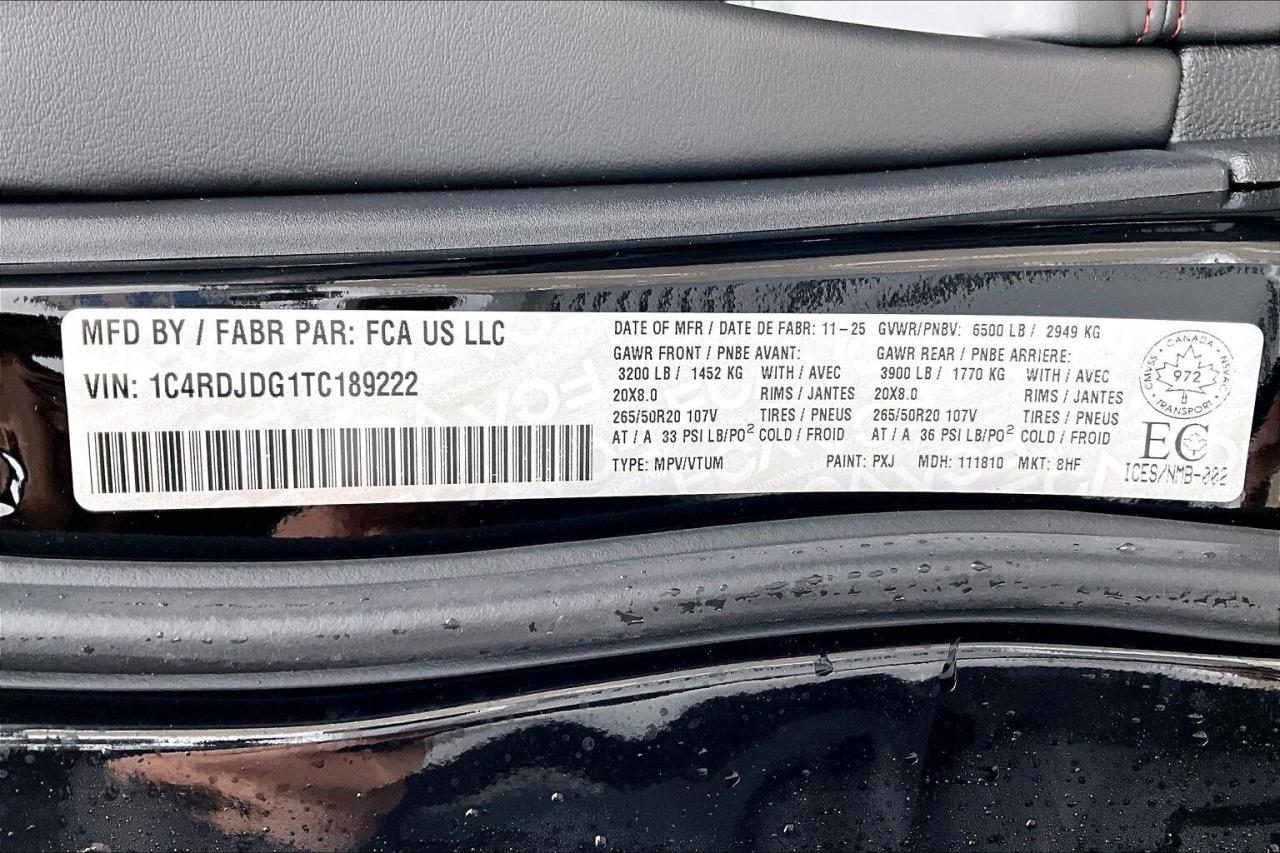 MFD BY / FABR PAR: FCA US LLC
VIN: 1C4RDJDG1TC189222
DATE OF MFR / DATE DE FABR: 11-25 GVWR/PNBV: 6500 LB / 2949 KG
GAWR FRONT / PNBE AVANT: GAWR REAR / PNBE ARRIERE:
3200 LB / 1452 KG WITH / AVEC 3900 LB / 1770 KG WITH / AVEC
20X8.0 RIMS / JANTES 20X8.0 RIMS / JANTES
265/50R20 107V TIRES / PNEUS 265/50R20 107V TIRES / PNEUS
AT / A 33 PSI LB/PO² COLD / FROID AT / A 36 PSI LB/PO² COLD / FROID
TYPE: MPV/VTUM PAINT: PXJ MDH: 111810 MKT: 8HF
CANADA
CMVSS 972 NSVAC
TRANSPORT
EC
ICES/NMB-002